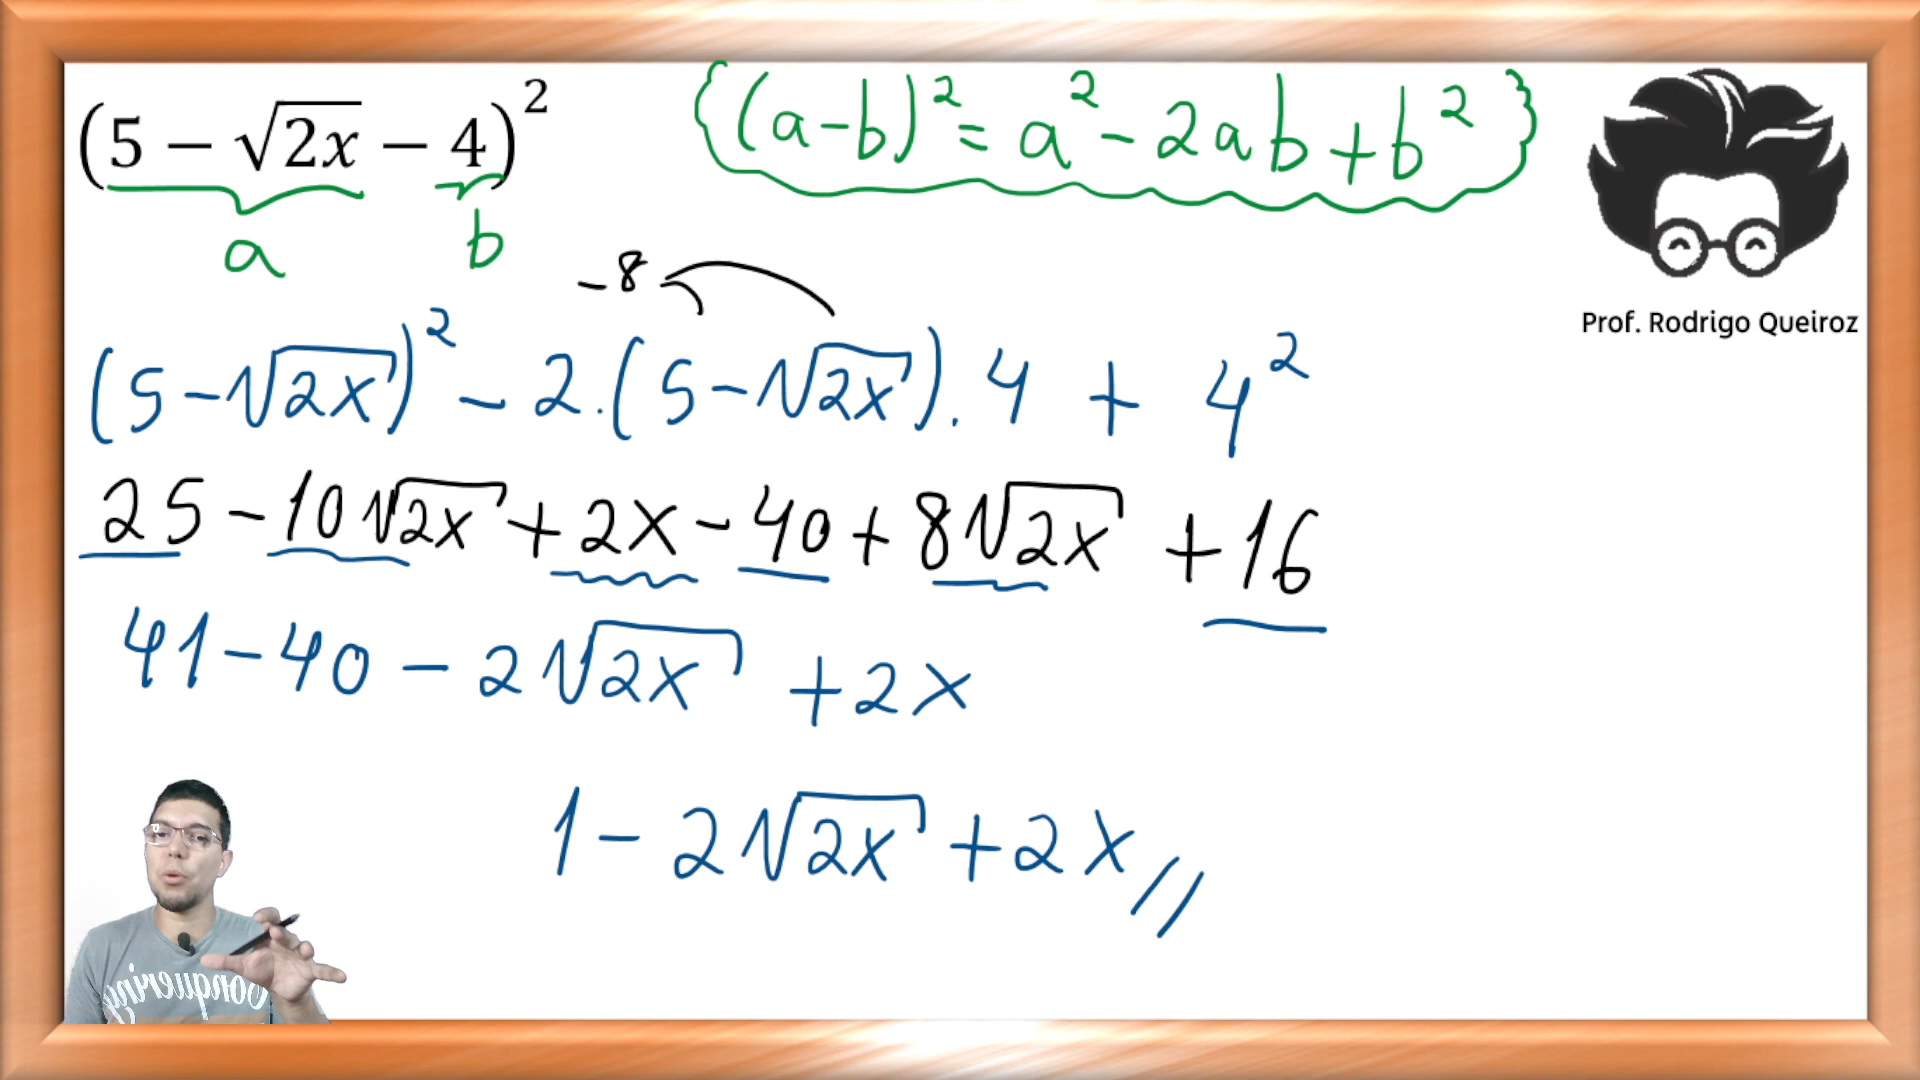 (5 − √2x − 4)²
{(a-b)² = a² - 2ab + b²}
a
b
Prof. Rodrigo Queiroz
-8
(5-√2x)² - 2.(5-√2x).4 + 4²
25 - 10√2x + 2x - 40 + 8√2x + 16
41 - 40 - 2√2x + 2x
1 - 2√2x + 2x //
Conquering